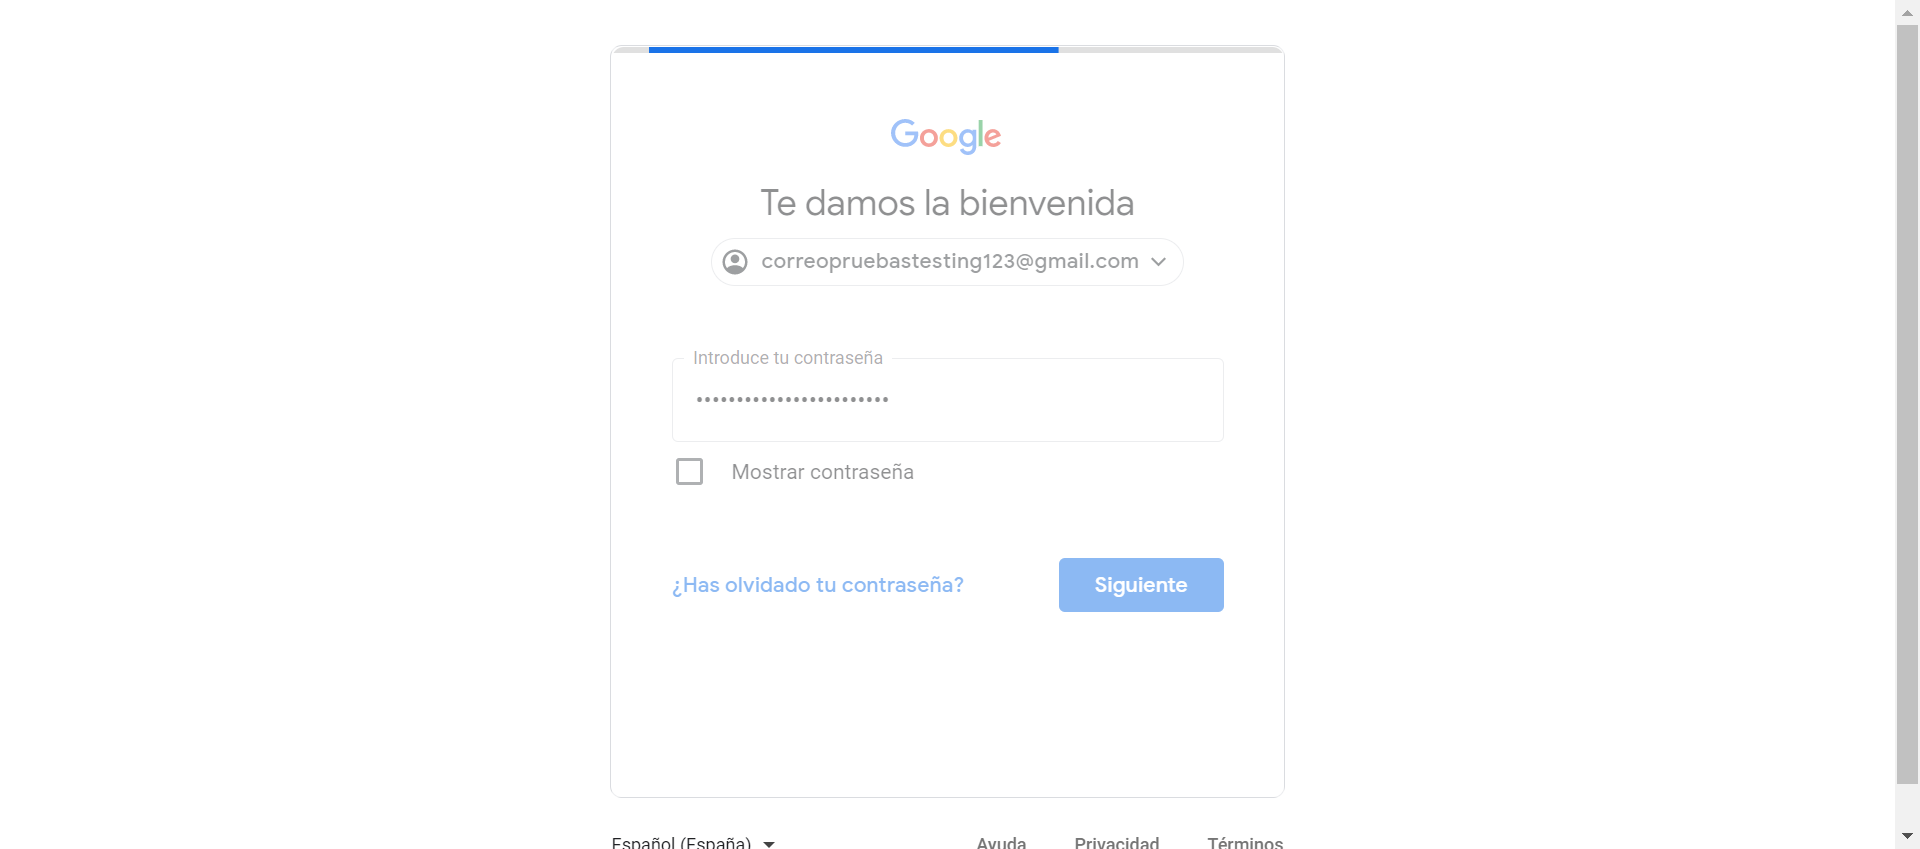 Google
Te damos la bienvenida
correopruebastesting123@gmail.com
Introduce tu contraseña
••••••••••••••••••••••••
Mostrar contraseña
¿Has olvidado tu contraseña?
Siguiente
Español (España)
Ayuda
Privacidad
Términos